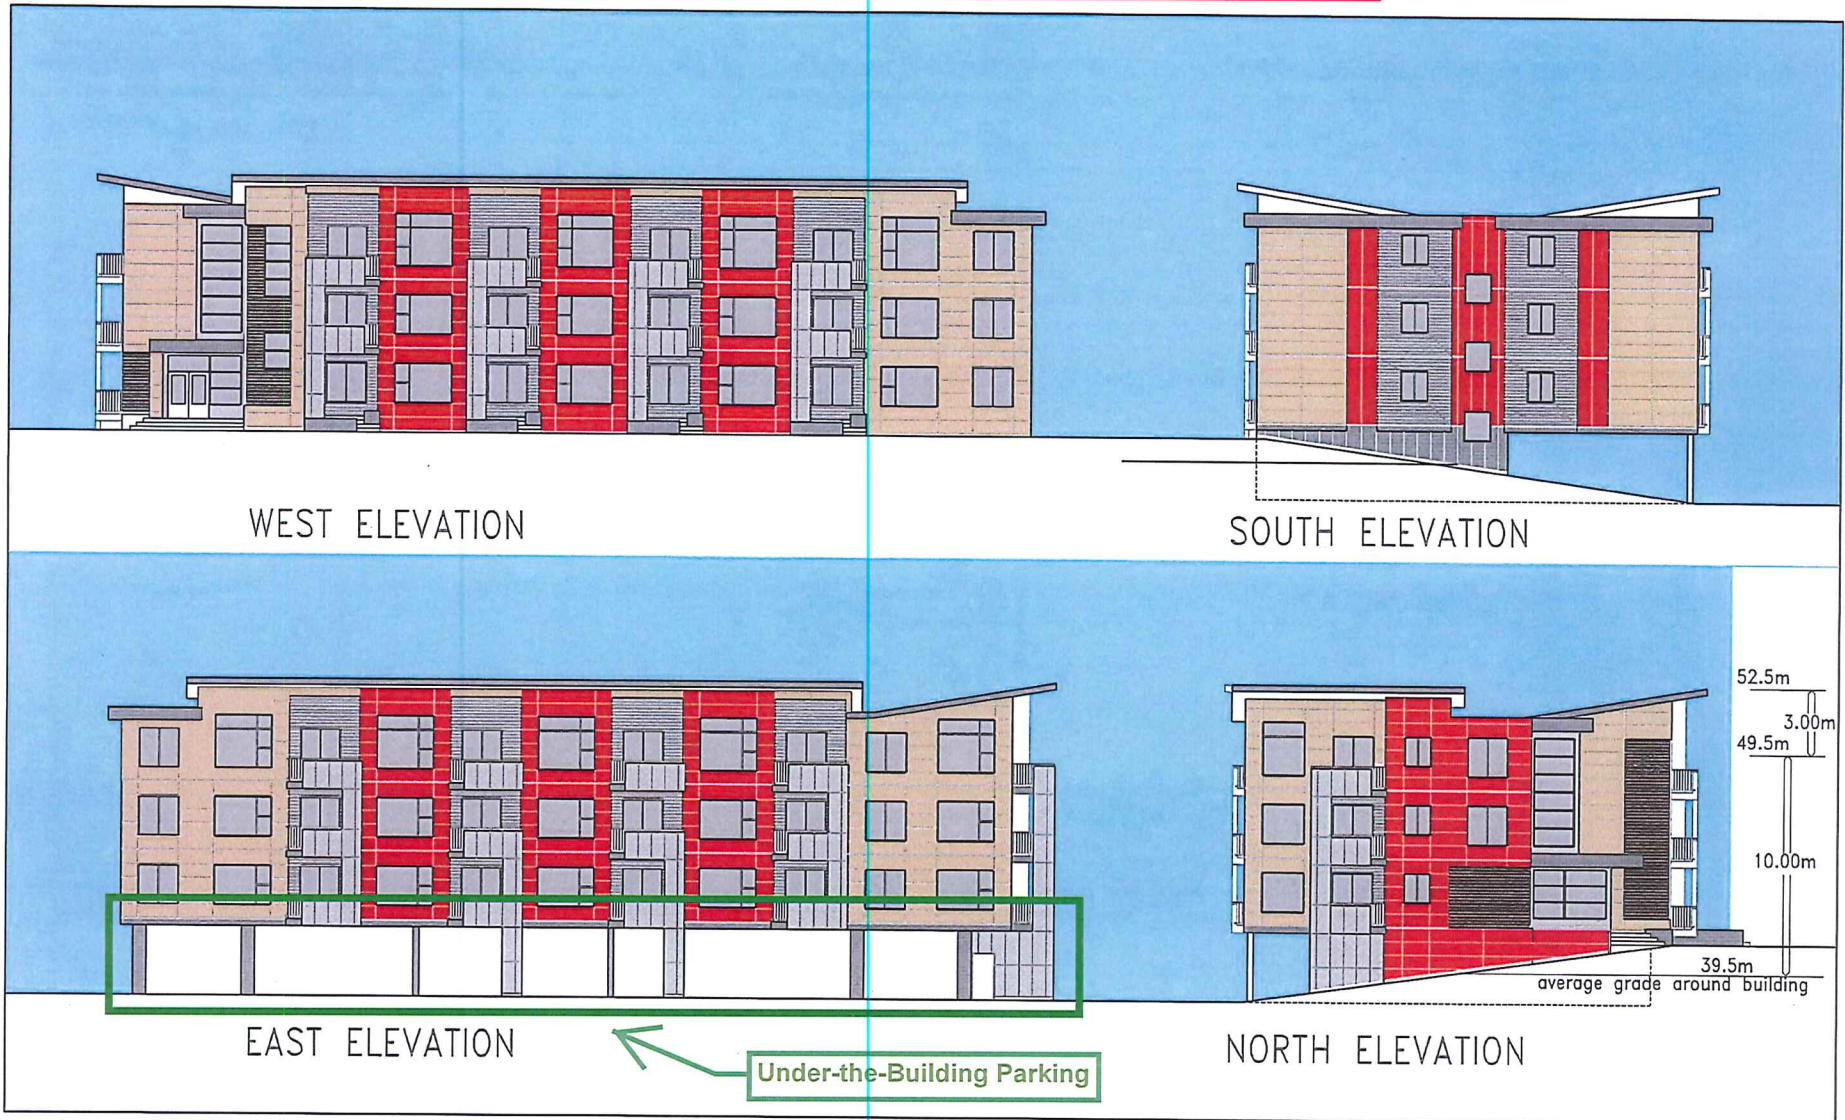 WEST ELEVATION
SOUTH ELEVATION
52.5m
3.00m
49.5m
10.00m
39.5m
average grade around building
EAST ELEVATION
NORTH ELEVATION
Under-the-Building Parking